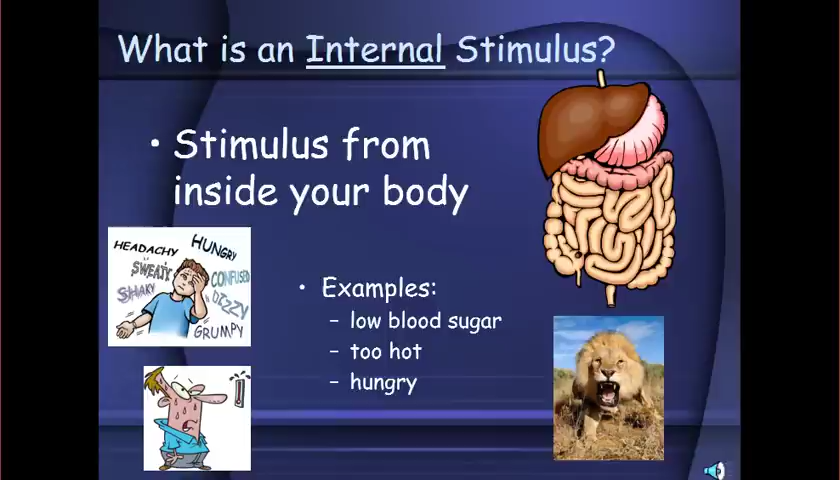 What is an Internal Stimulus?
• Stimulus from
inside your body
HEADACHY HUNGRY
SWEATY CONFUSED
SHAKY DIZZY
GRUMPY
• Examples:
– low blood sugar
– too hot
– hungry